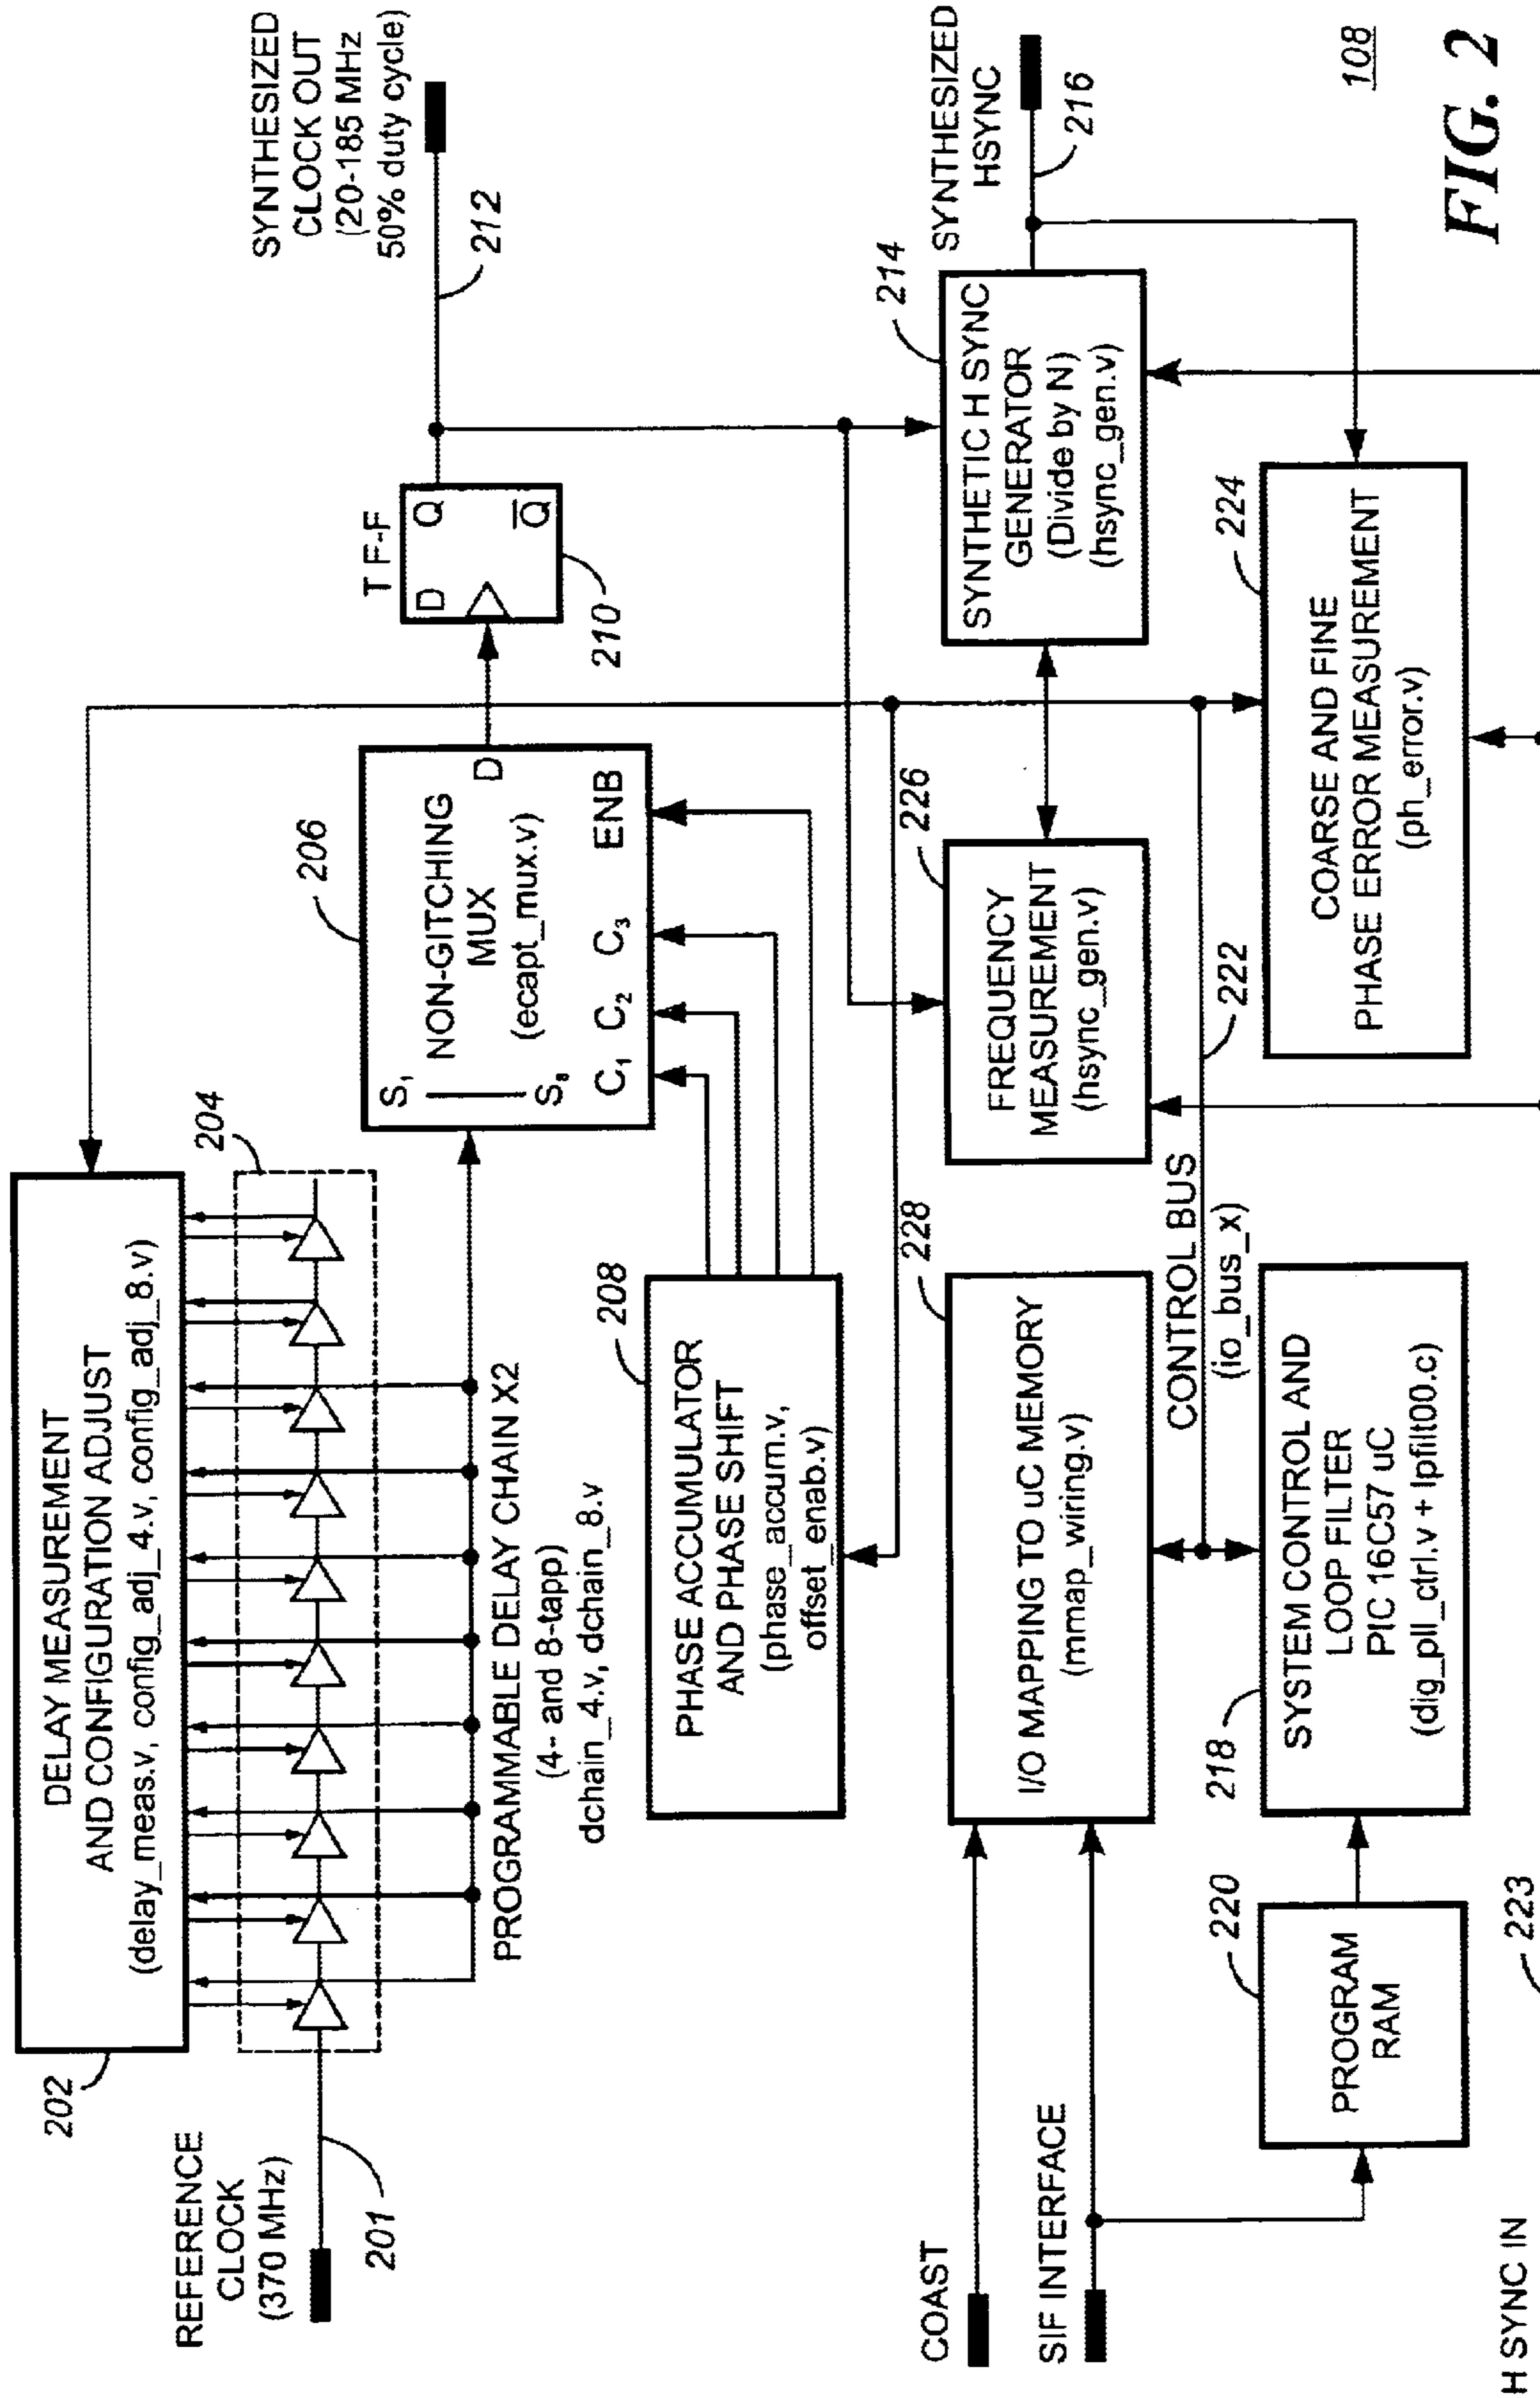 DELAY MEASUREMENT
AND CONFIGURATION ADJUST
(delay_meas.v, config_adj_4.v, config_adj_8.v)
202
204
REFERENCE
CLOCK
(370 MHz)
201
PROGRAMMABLE DELAY CHAIN X2
(4- and 8-tapp)
dchain_4.v, dchain_8.v
206
S1
S8
NON-GITCHING
MUX
(ecapt_mux.v)
D
C1 C2 C3 ENB
T F-F
D Q
Q
210
SYNTHESIZED
CLOCK OUT
(20-185 MHz
50% duty cycle)
212
208
PHASE ACCUMULATOR
AND PHASE SHIFT
(phase_accum.v,
offset_enab.v)
COAST
SIF INTERFACE
228
I/O MAPPING TO uC MEMORY
(mmap_wiring.v)
226
FREQUENCY
MEASUREMENT
(hsync_gen.v)
214
SYNTHETIC H SYNC
GENERATOR
(Divide by N)
(hsync_gen.v)
SYNTHESIZED
HSYNC
216
CONTROL BUS
(io_bus_x)
222
220
PROGRAM
RAM
218
SYSTEM CONTROL AND
LOOP FILTER
PIC 16C57 uC
(dig_pll_ctrl.v + lpfilt00.c)
224
COARSE AND FINE
PHASE ERROR MEASUREMENT
(ph_error.v)
108
FIG. 2
H SYNC IN
223